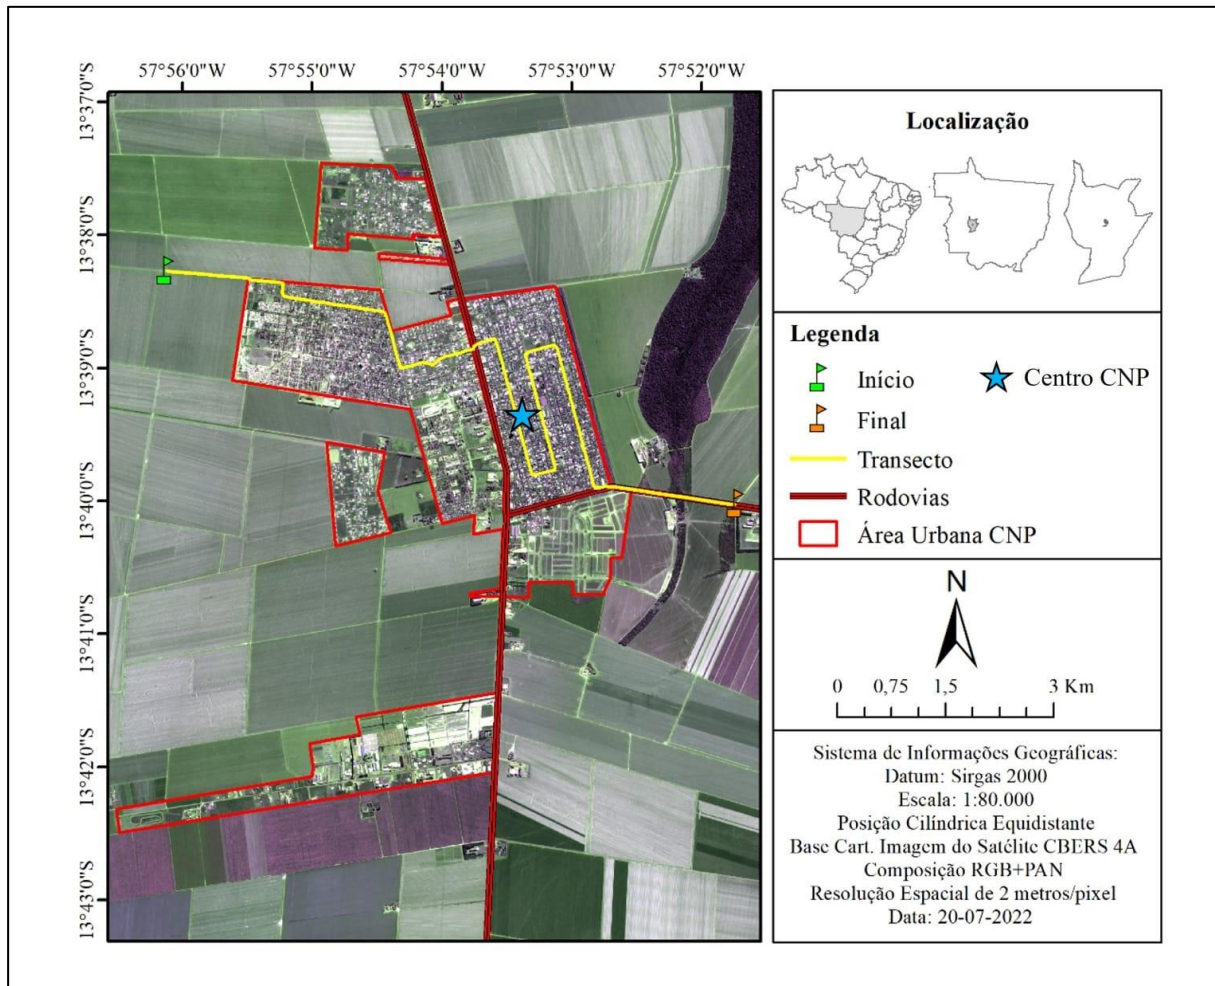 57°56'0"W 57°55'0"W 57°54'0"W 57°53'0"W 57°52'0"W
13°37'0"S
13°38'0"S
13°39'0"S
13°40'0"S
13°41'0"S
13°42'0"S
13°43'0"S
Localização
Legenda
Início
Centro CNP
Final
Transecto
Rodovias
Área Urbana CNP
N
0 0,75 1,5 3 Km
Sistema de Informações Geográficas:
Datum: Sirgas 2000
Escala: 1:80.000
Posição Cilíndrica Equidistante
Base Cart. Imagem do Satélite CBERS 4A
Composição RGB+PAN
Resolução Espacial de 2 metros/pixel
Data: 20-07-2022